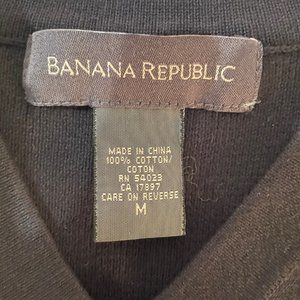 BANANA REPUBLIC
MADE IN CHINA
100% COTTON/
COTON
RN 54023
CA 17897
CARE ON REVERSE
M